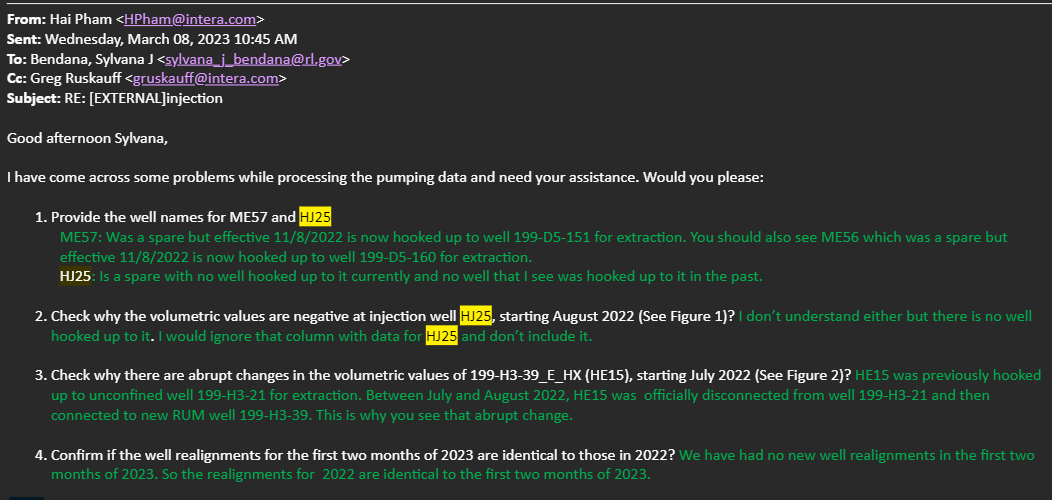 From: Hai Pham <HPham@intera.com>
Sent: Wednesday, March 08, 2023 10:45 AM
To: Bendana, Sylvana J <sylvana_j_bendana@rl.gov>
Cc: Greg Ruskauff <gruskauff@intera.com>
Subject: RE: [EXTERNAL]injection
Good afternoon Sylvana,
I have come across some problems while processing the pumping data and need your assistance. Would you please:
1. Provide the well names for ME57 and HJ25
ME57: Was a spare but effective 11/8/2022 is now hooked up to well 199-D5-151 for extraction. You should also see ME56 which was a spare but
effective 11/8/2022 is now hooked up to well 199-D5-160 for extraction.
HJ25: Is a spare with no well hooked up to it currently and no well that I see was hooked up to it in the past.
2. Check why the volumetric values are negative at injection well HJ25, starting August 2022 (See Figure 1)? I don't understand either but there is no well
hooked up to it. I would ignore that column with data for HJ25 and don't include it.
3. Check why there are abrupt changes in the volumetric values of 199-H3-39_E_HX (HE15), starting July 2022 (See Figure 2)? HE15 was previously hooked
up to unconfined well 199-H3-21 for extraction. Between July and August 2022, HE15 was officially disconnected from well 199-H3-21 and then
connected to new RUM well 199-H3-39. This is why you see that abrupt change.
4. Confirm if the well realignments for the first two months of 2023 are identical to those in 2022? We have had no new well realignments in the first two
months of 2023. So the realignments for 2022 are identical to the first two months of 2023.